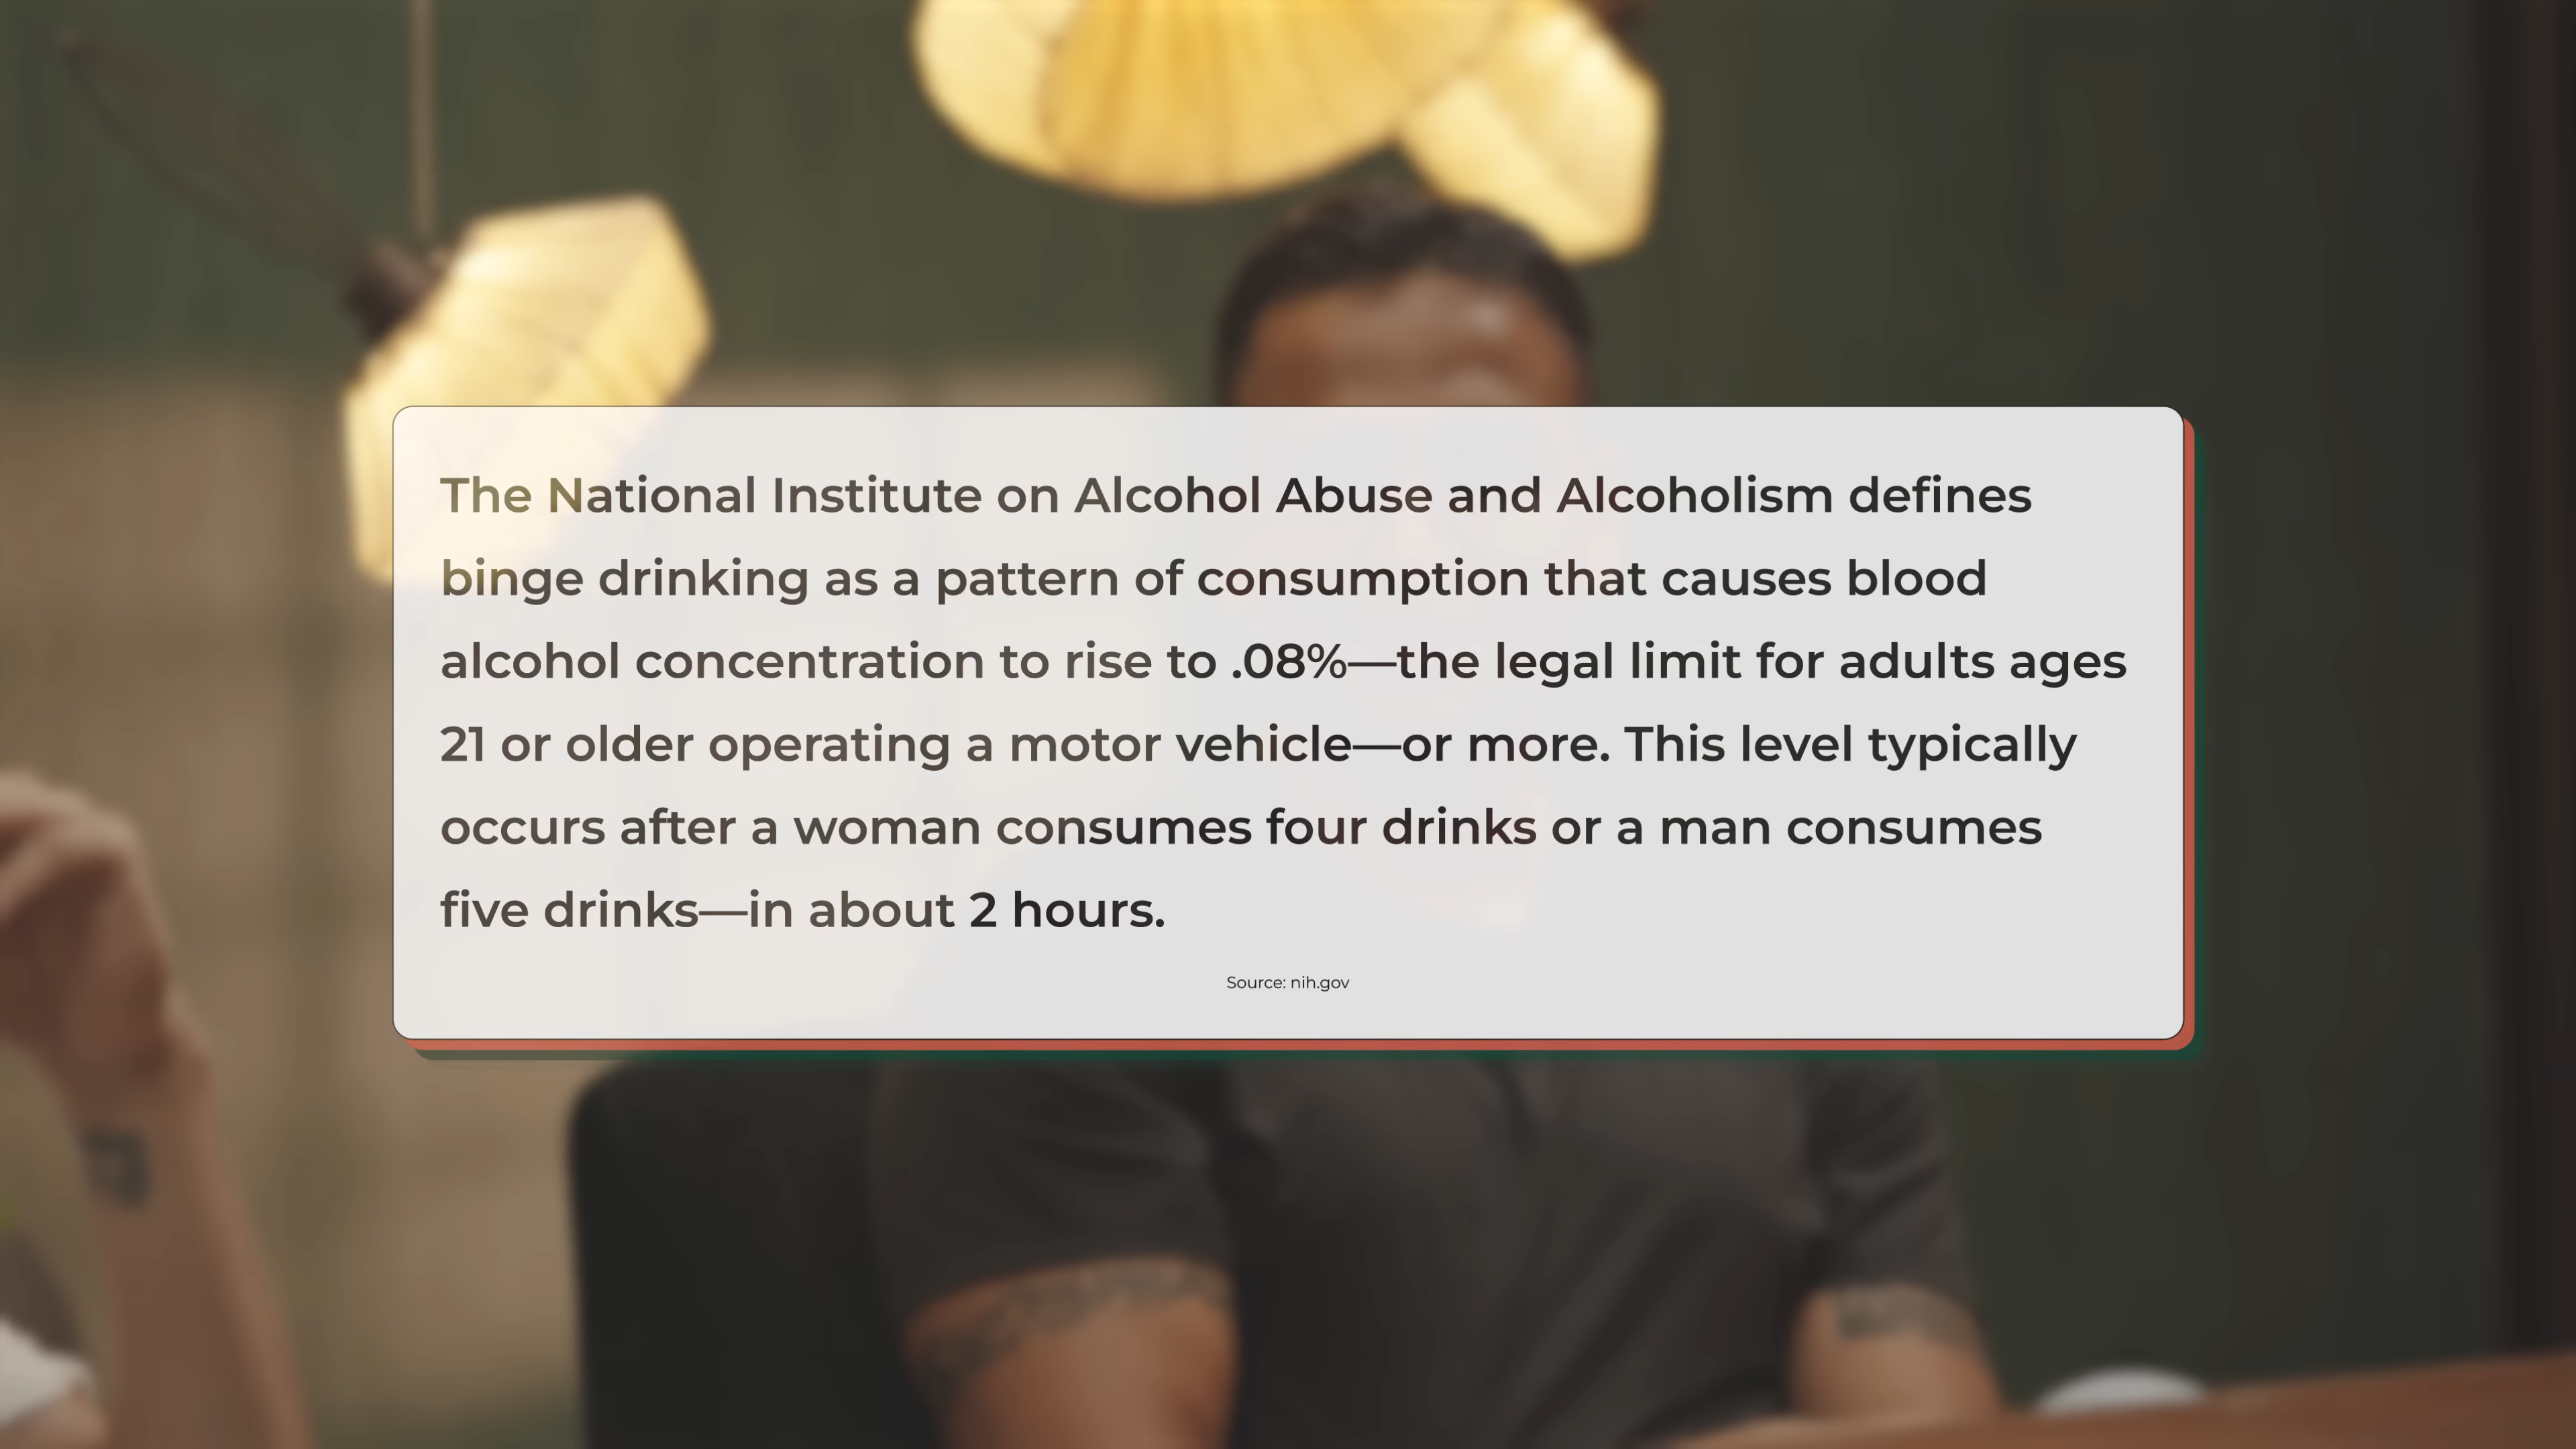 The National Institute on Alcohol Abuse and Alcoholism defines
binge drinking as a pattern of consumption that causes blood
alcohol concentration to rise to .08%—the legal limit for adults ages
21 or older operating a motor vehicle—or more. This level typically
occurs after a woman consumes four drinks or a man consumes
five drinks—in about 2 hours.
Source: nih.gov